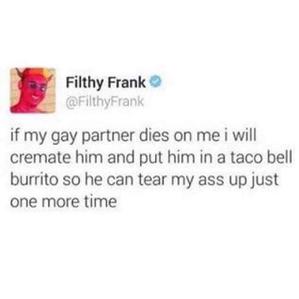 Filthy Frank
@FilthyFrank
if my gay partner dies on me i will
cremate him and put him in a taco bell
burrito so he can tear my ass up just
one more time